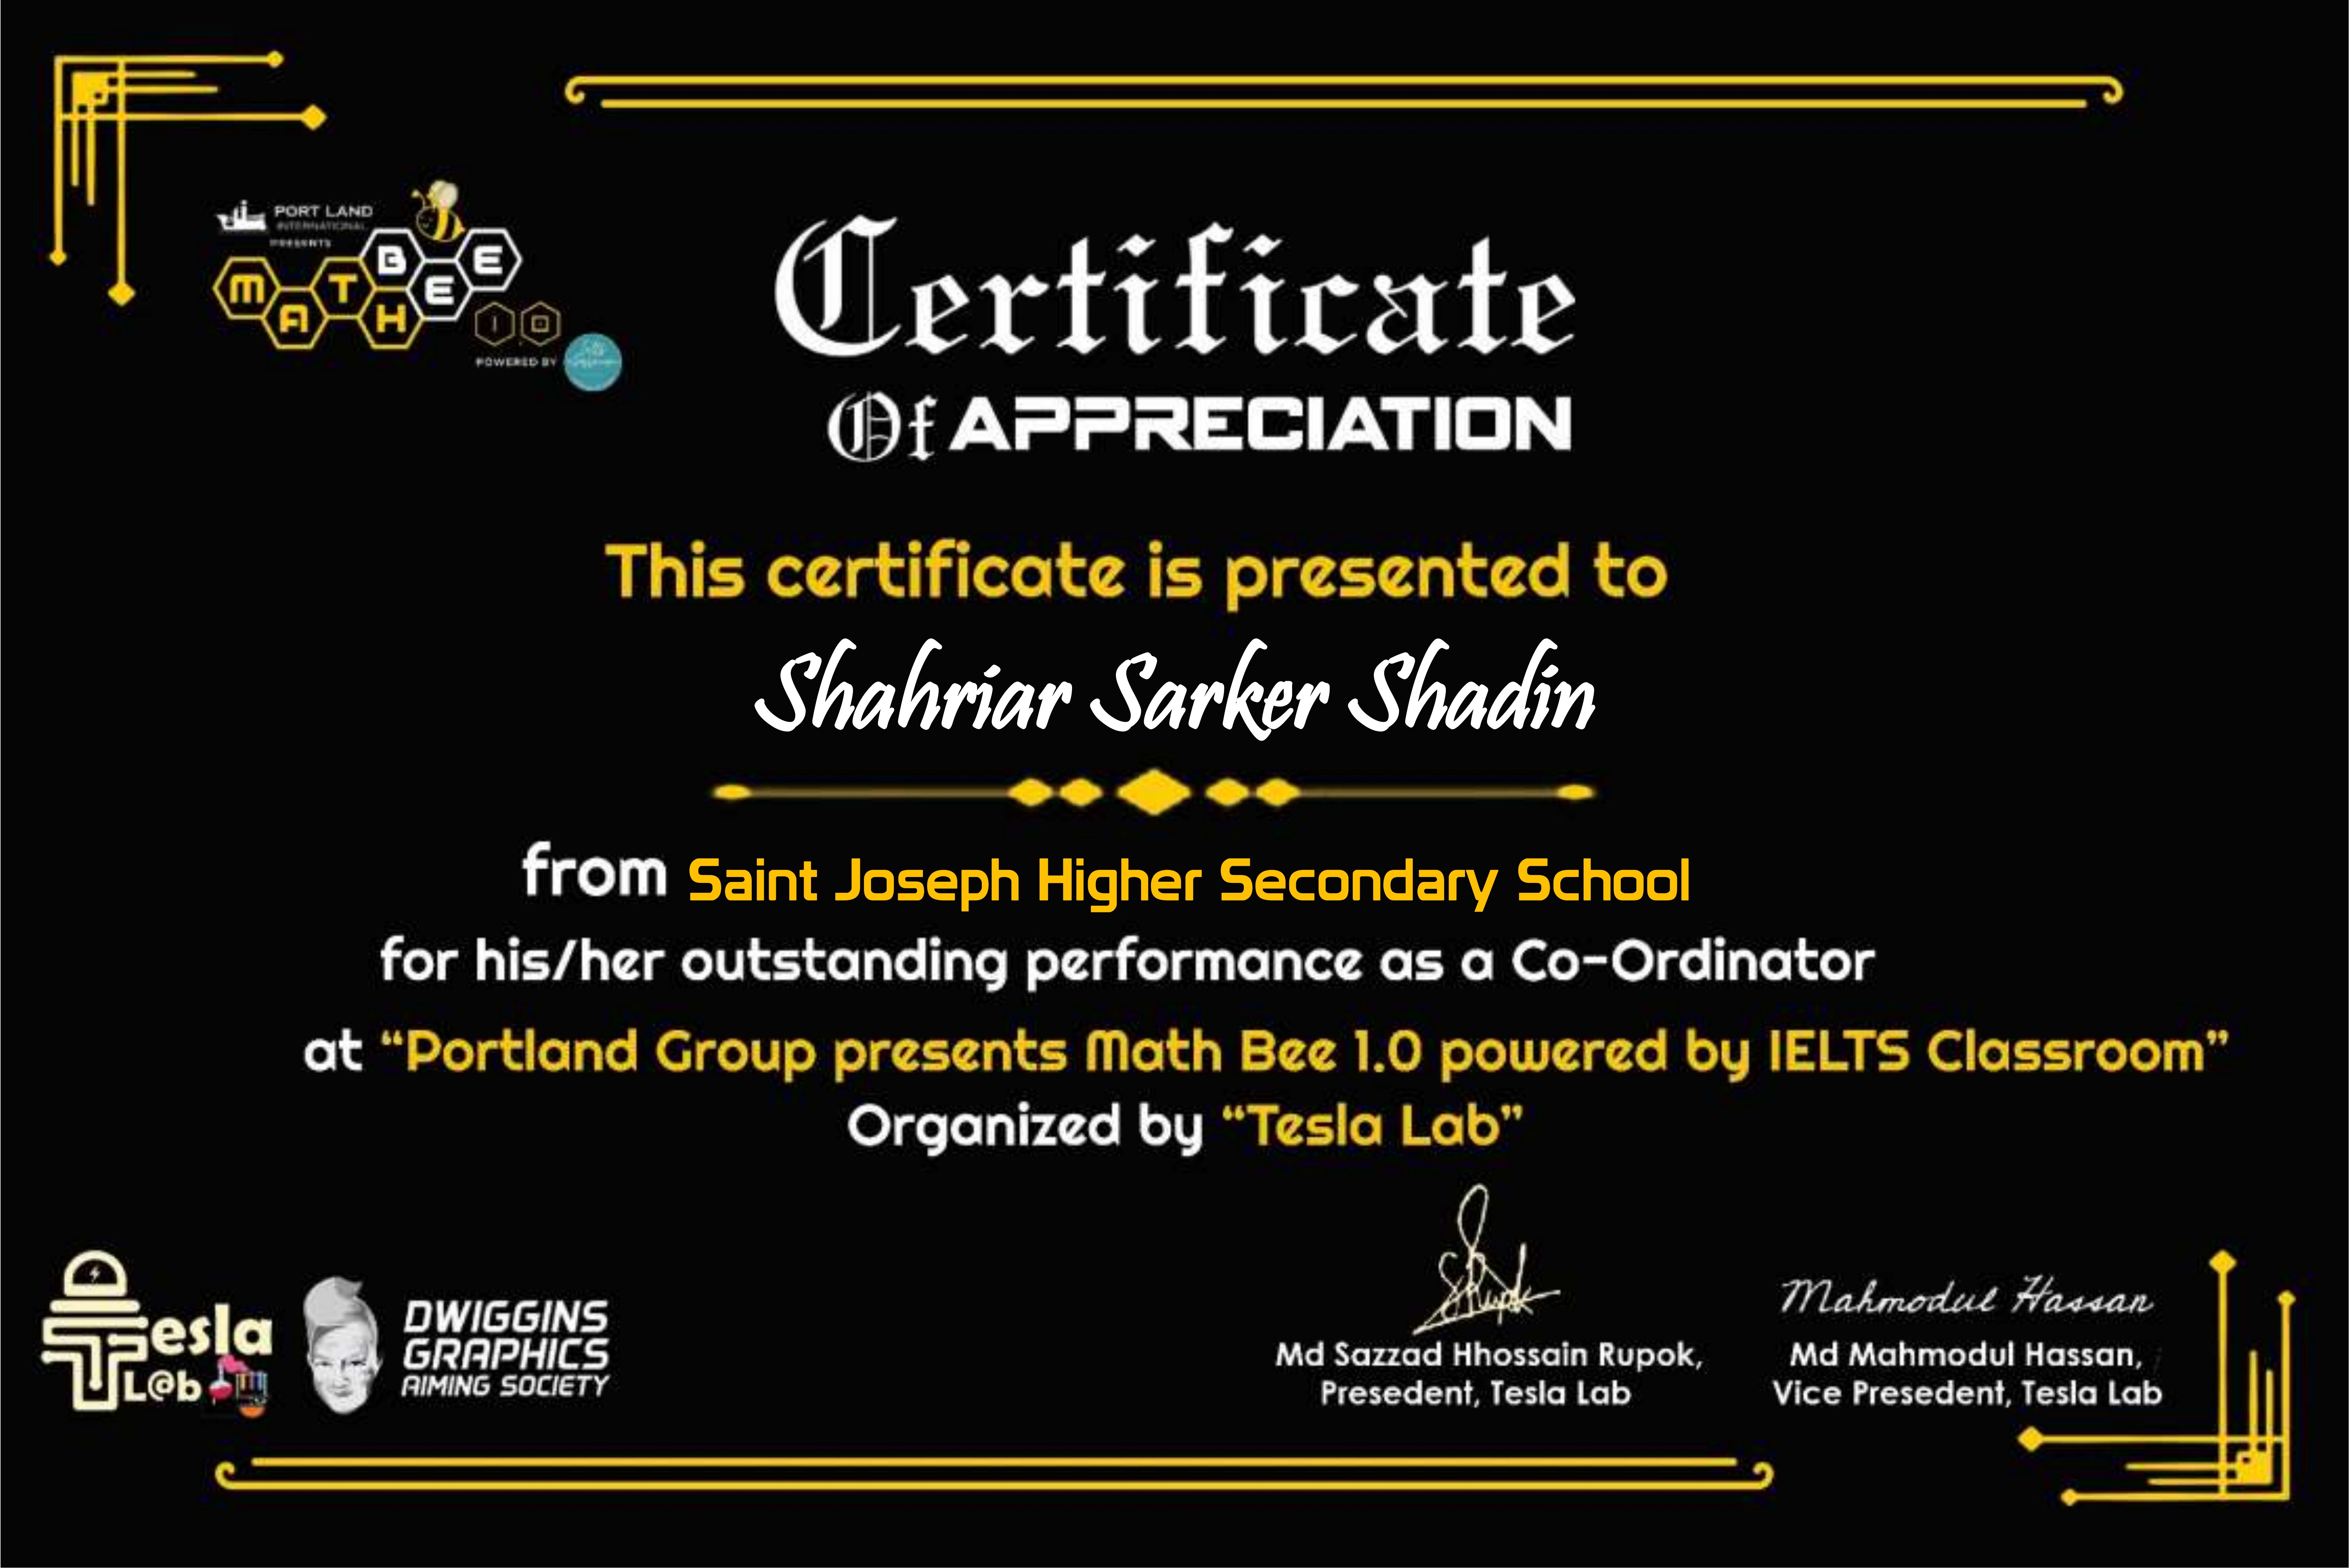 PORT LAND
INTERNATIONAL
PRESENTS
MATH BEE
1.0
POWERED BY
Certificate
Of APPRECIATION
This certificate is presented to
Shahriar Sarker Shadin
from Saint Joseph Higher Secondary School
for his/her outstanding performance as a Co-Ordinator
at “Portland Group presents Math Bee 1.0 powered by IELTS Classroom”
Organized by “Tesla Lab”
Tesla
L@b
DWIGGINS
GRAPHICS
AIMING SOCIETY
Mahmodul Hassan
Md Sazzad Hhossain Rupok,
Presedent, Tesla Lab
Md Mahmodul Hassan,
Vice Presedent, Tesla Lab